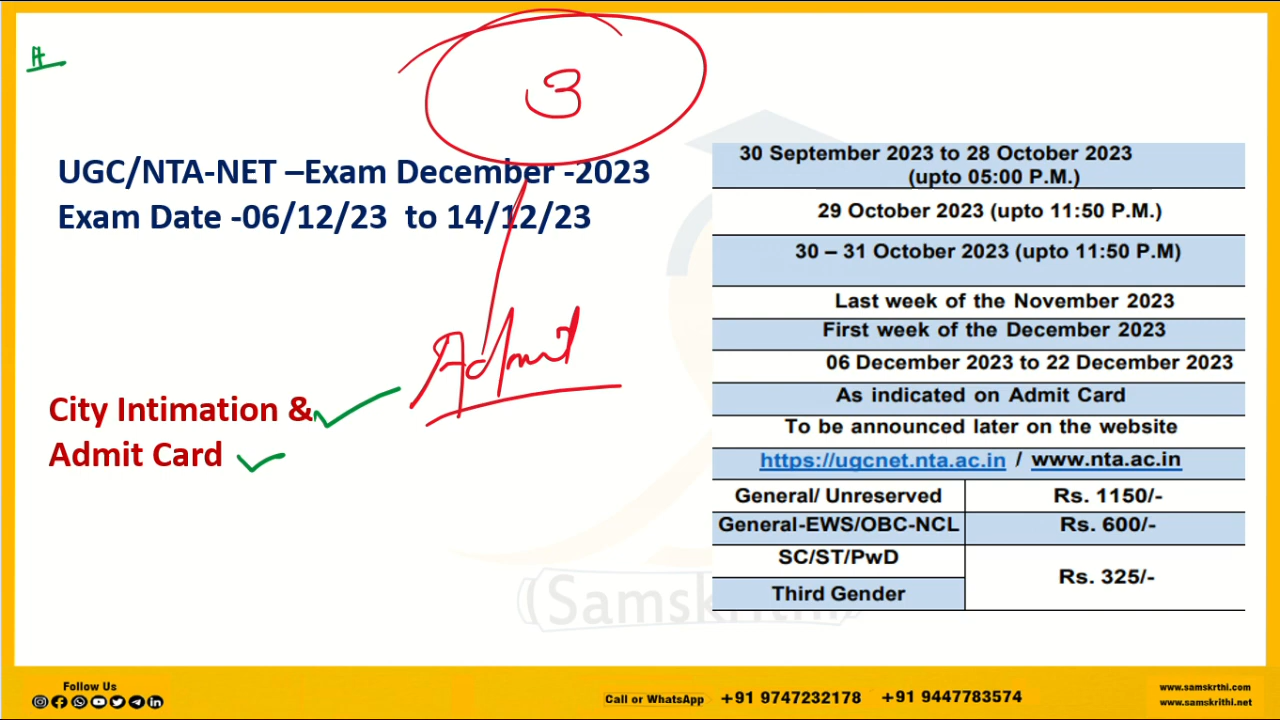 3
UGC/NTA-NET –Exam December -2023
Exam Date -06/12/23 to 14/12/23
Admit
City Intimation &
Admit Card
30 September 2023 to 28 October 2023
(upto 05:00 P.M.)
29 October 2023 (upto 11:50 P.M.)
30 – 31 October 2023 (upto 11:50 P.M)
Last week of the November 2023
First week of the December 2023
06 December 2023 to 22 December 2023
As indicated on Admit Card
To be announced later on the website
https://ugcnet.nta.ac.in / www.nta.ac.in
General/ Unreserved Rs. 1150/-
General-EWS/OBC-NCL Rs. 600/-
SC/ST/PwD
Rs. 325/-
Third Gender
(Samskrithi)
Follow Us
Call or WhatsApp +91 9747232178 +91 9447783574
www.samskrthi.com
www.samskrithi.net